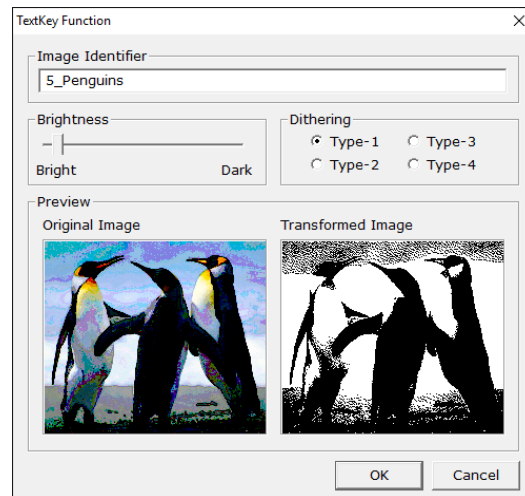 TextKey Function
Image Identifier
5_Penguins
Brightness
Bright Dark
Dithering
Type-1 Type-3
Type-2 Type-4
Preview
Original Image Transformed Image
OK Cancel